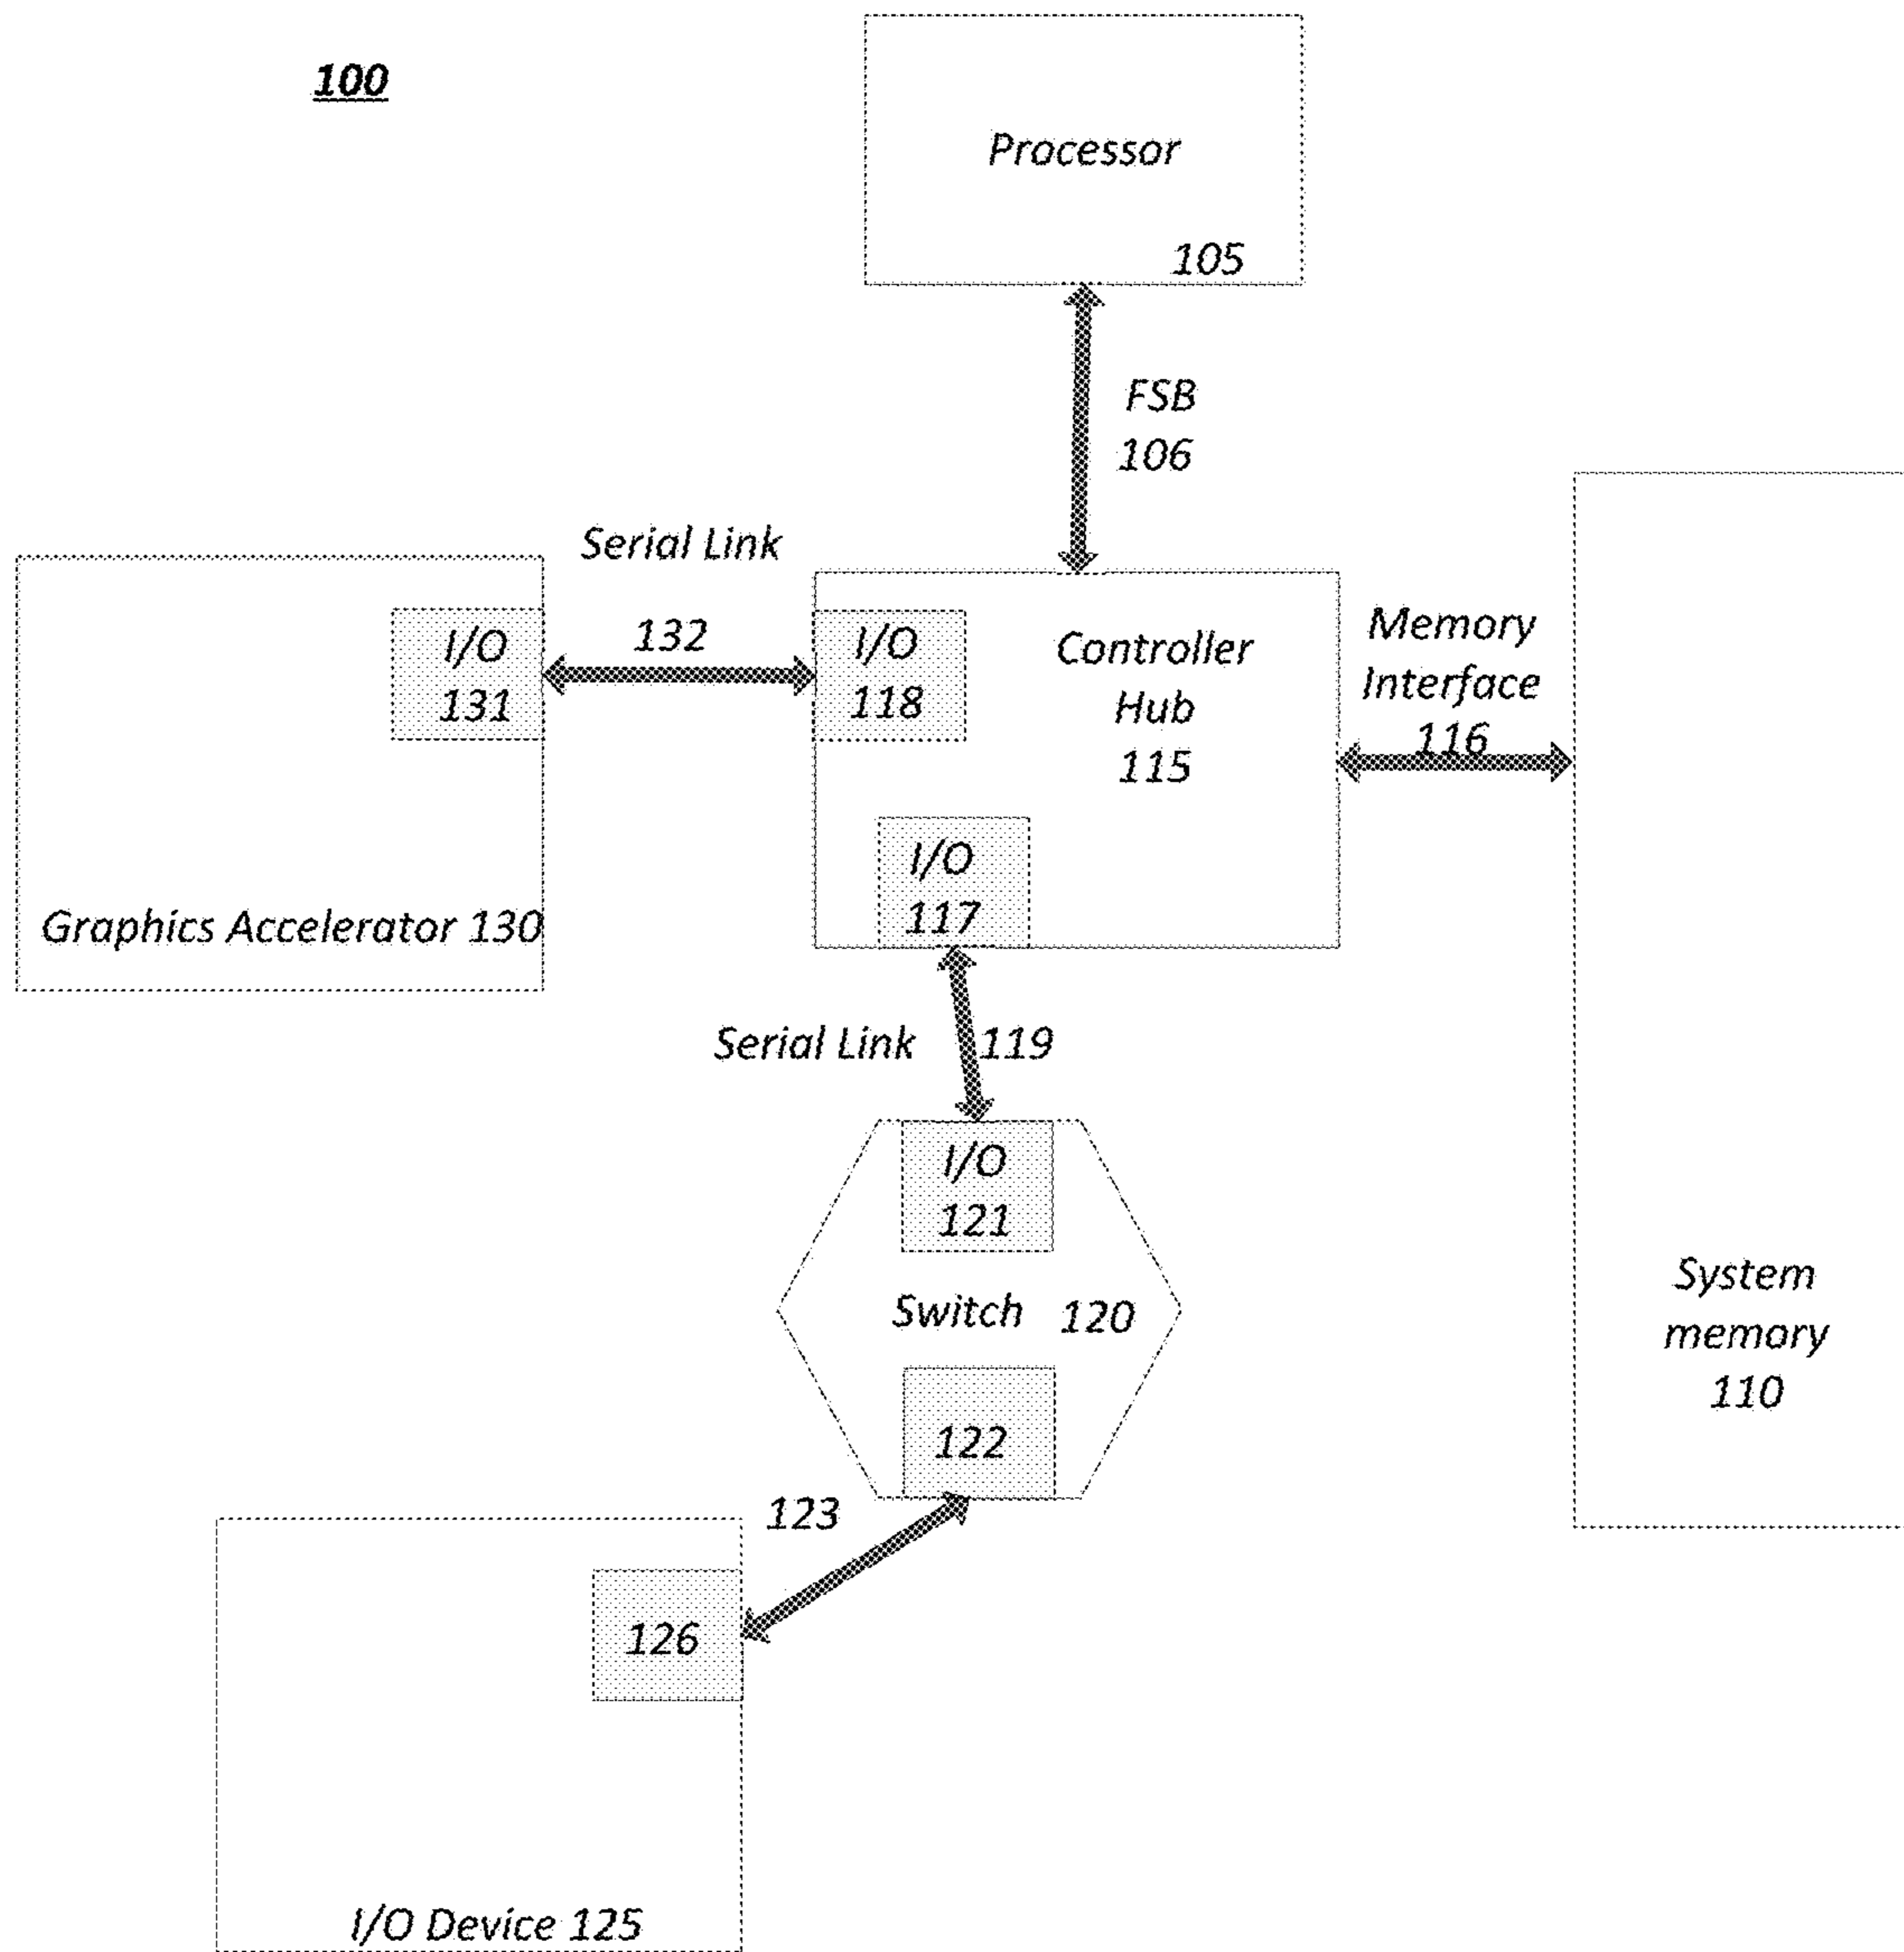 100
Processor
105
FSB
106
Serial Link
132
I/O
131
I/O
118
Controller
Hub
115
Memory
Interface
116
I/O
117
Graphics Accelerator 130
Serial Link
119
I/O
121
Switch 120
122
System
memory
110
123
126
I/O Device 125